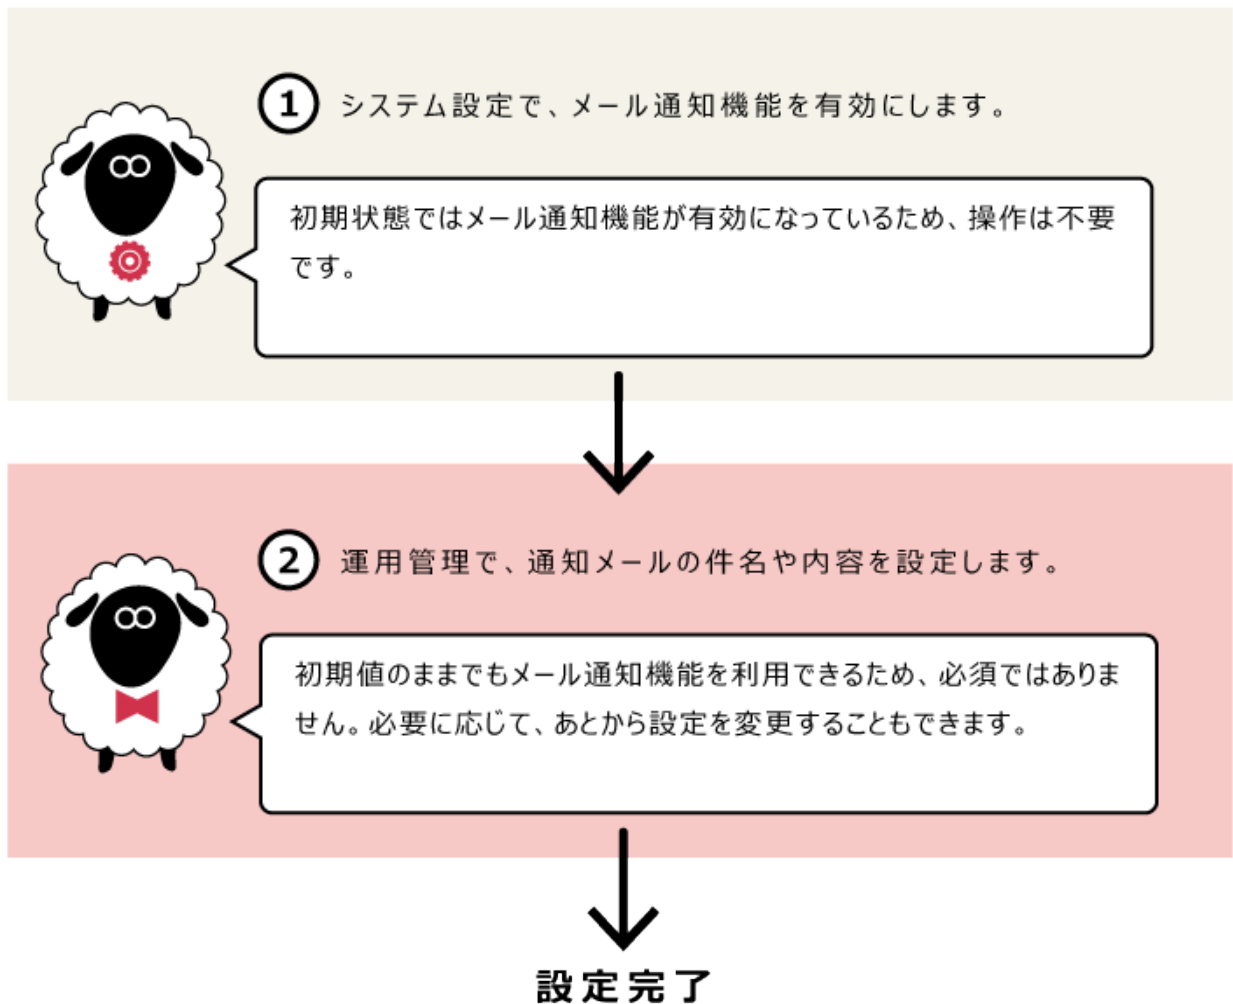 ① システム設定で、メール通知機能を有効にします。
初期状態ではメール通知機能が有効になっているため、操作は不要
です。
② 運用管理で、通知メールの件名や内容を設定します。
初期値のままでもメール通知機能を利用できるため、必須ではありま
せん。必要に応じて、あとから設定を変更することもできます。
設定完了